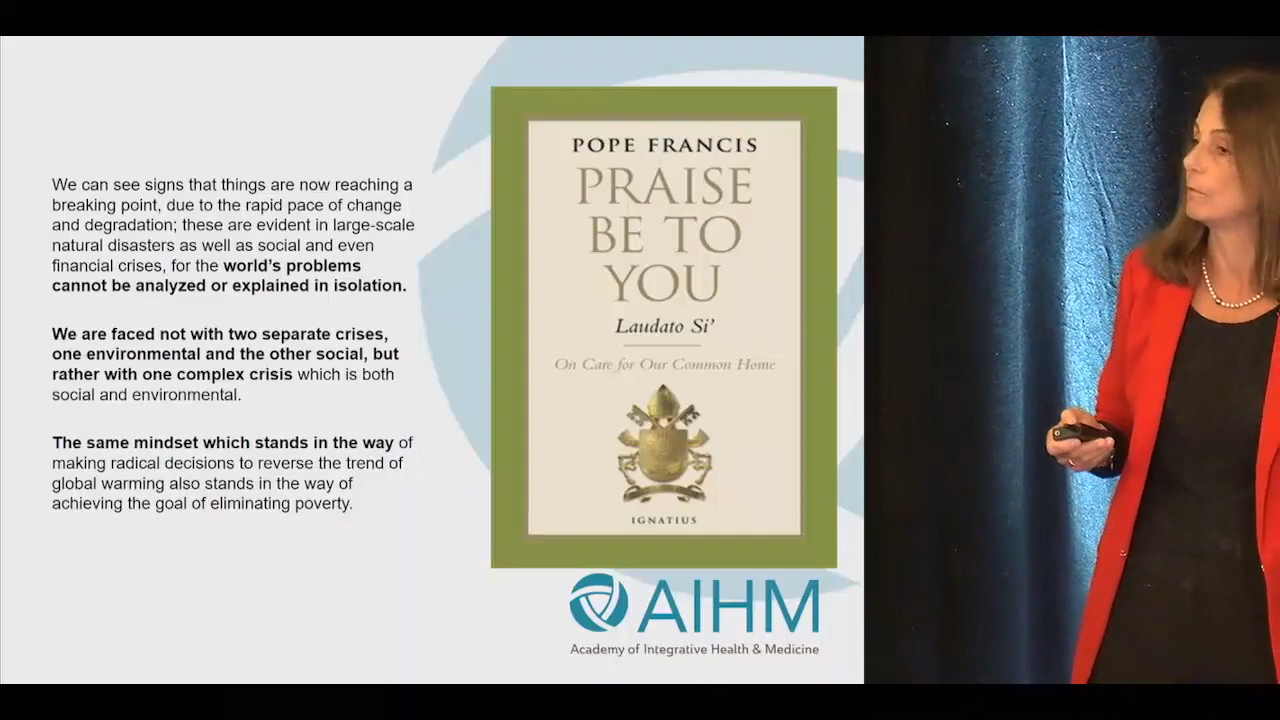 We can see signs that things are now reaching a
breaking point, due to the rapid pace of change
and degradation; these are evident in large-scale
natural disasters as well as social and even
financial crises, for the world's problems
cannot be analyzed or explained in isolation.
We are faced not with two separate crises,
one environmental and the other social, but
rather with one complex crisis which is both
social and environmental.
The same mindset which stands in the way of
making radical decisions to reverse the trend of
global warming also stands in the way of
achieving the goal of eliminating poverty.
POPE FRANCIS
PRAISE
BE TO
YOU
Laudato Si'
On Care for Our Common Home
IGNATIUS
AIHM
Academy of Integrative Health & Medicine